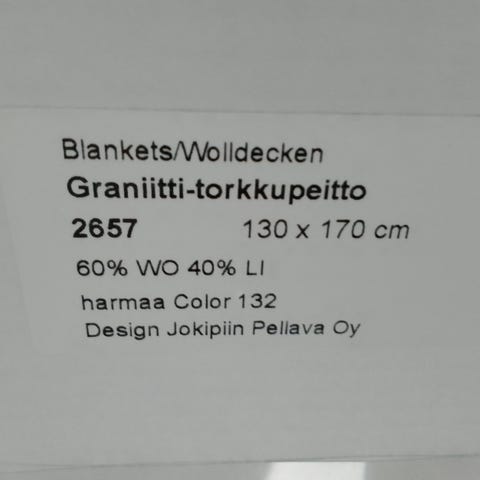 Blankets/Wolldecken
Graniitti-torkkupeitto
2657 130 x 170 cm
60% WO 40% LI
harmaa Color 132
Design Jokipiin Pellava Oy